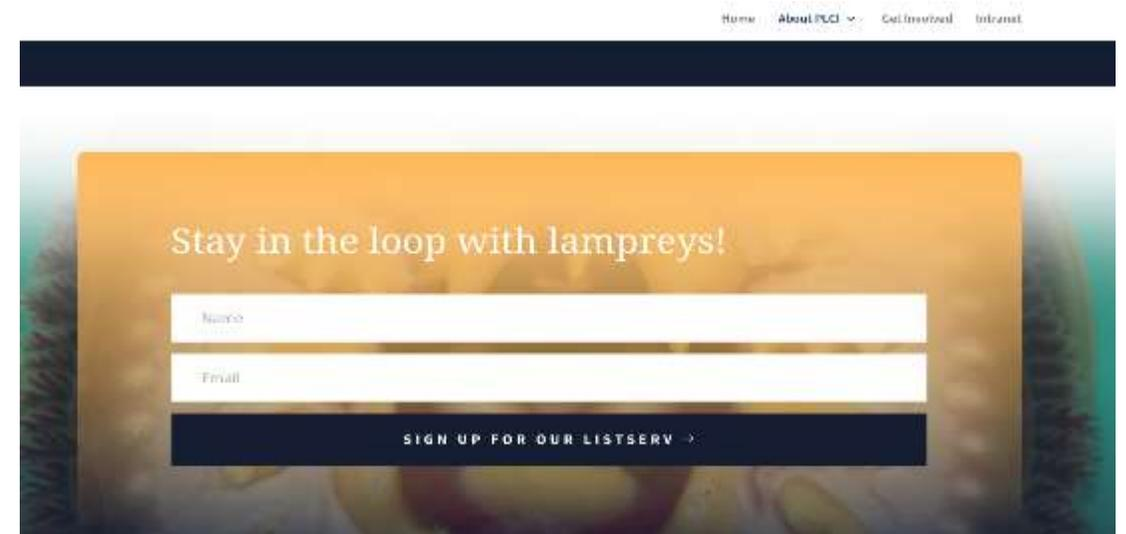 Home About PLCI Get Involved Intranet
Stay in the loop with lampreys!
Name
Email
SIGN UP FOR OUR LISTSERV →